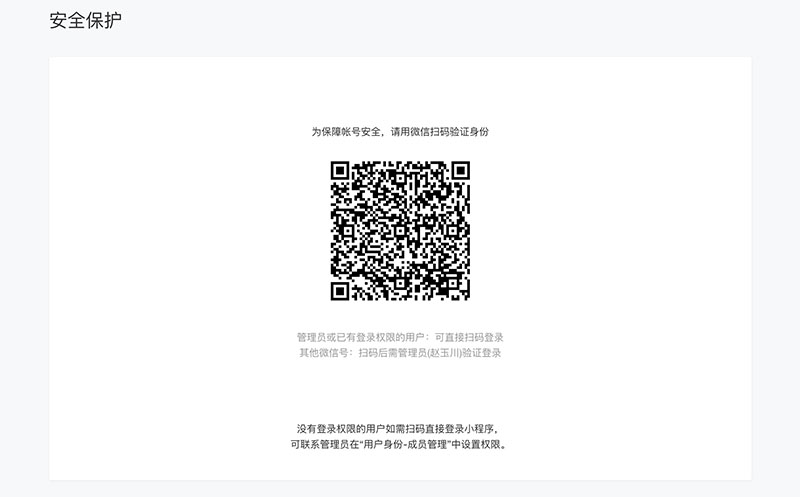 安全保护
为保障帐号安全，请用微信扫码验证身份
管理员或已有登录权限的用户：可直接扫码登录
其他微信号：扫码后需管理员(赵玉川)验证登录
没有登录权限的用户如需扫码直接登录小程序，
可联系管理员在“用户身份-成员管理”中设置权限。